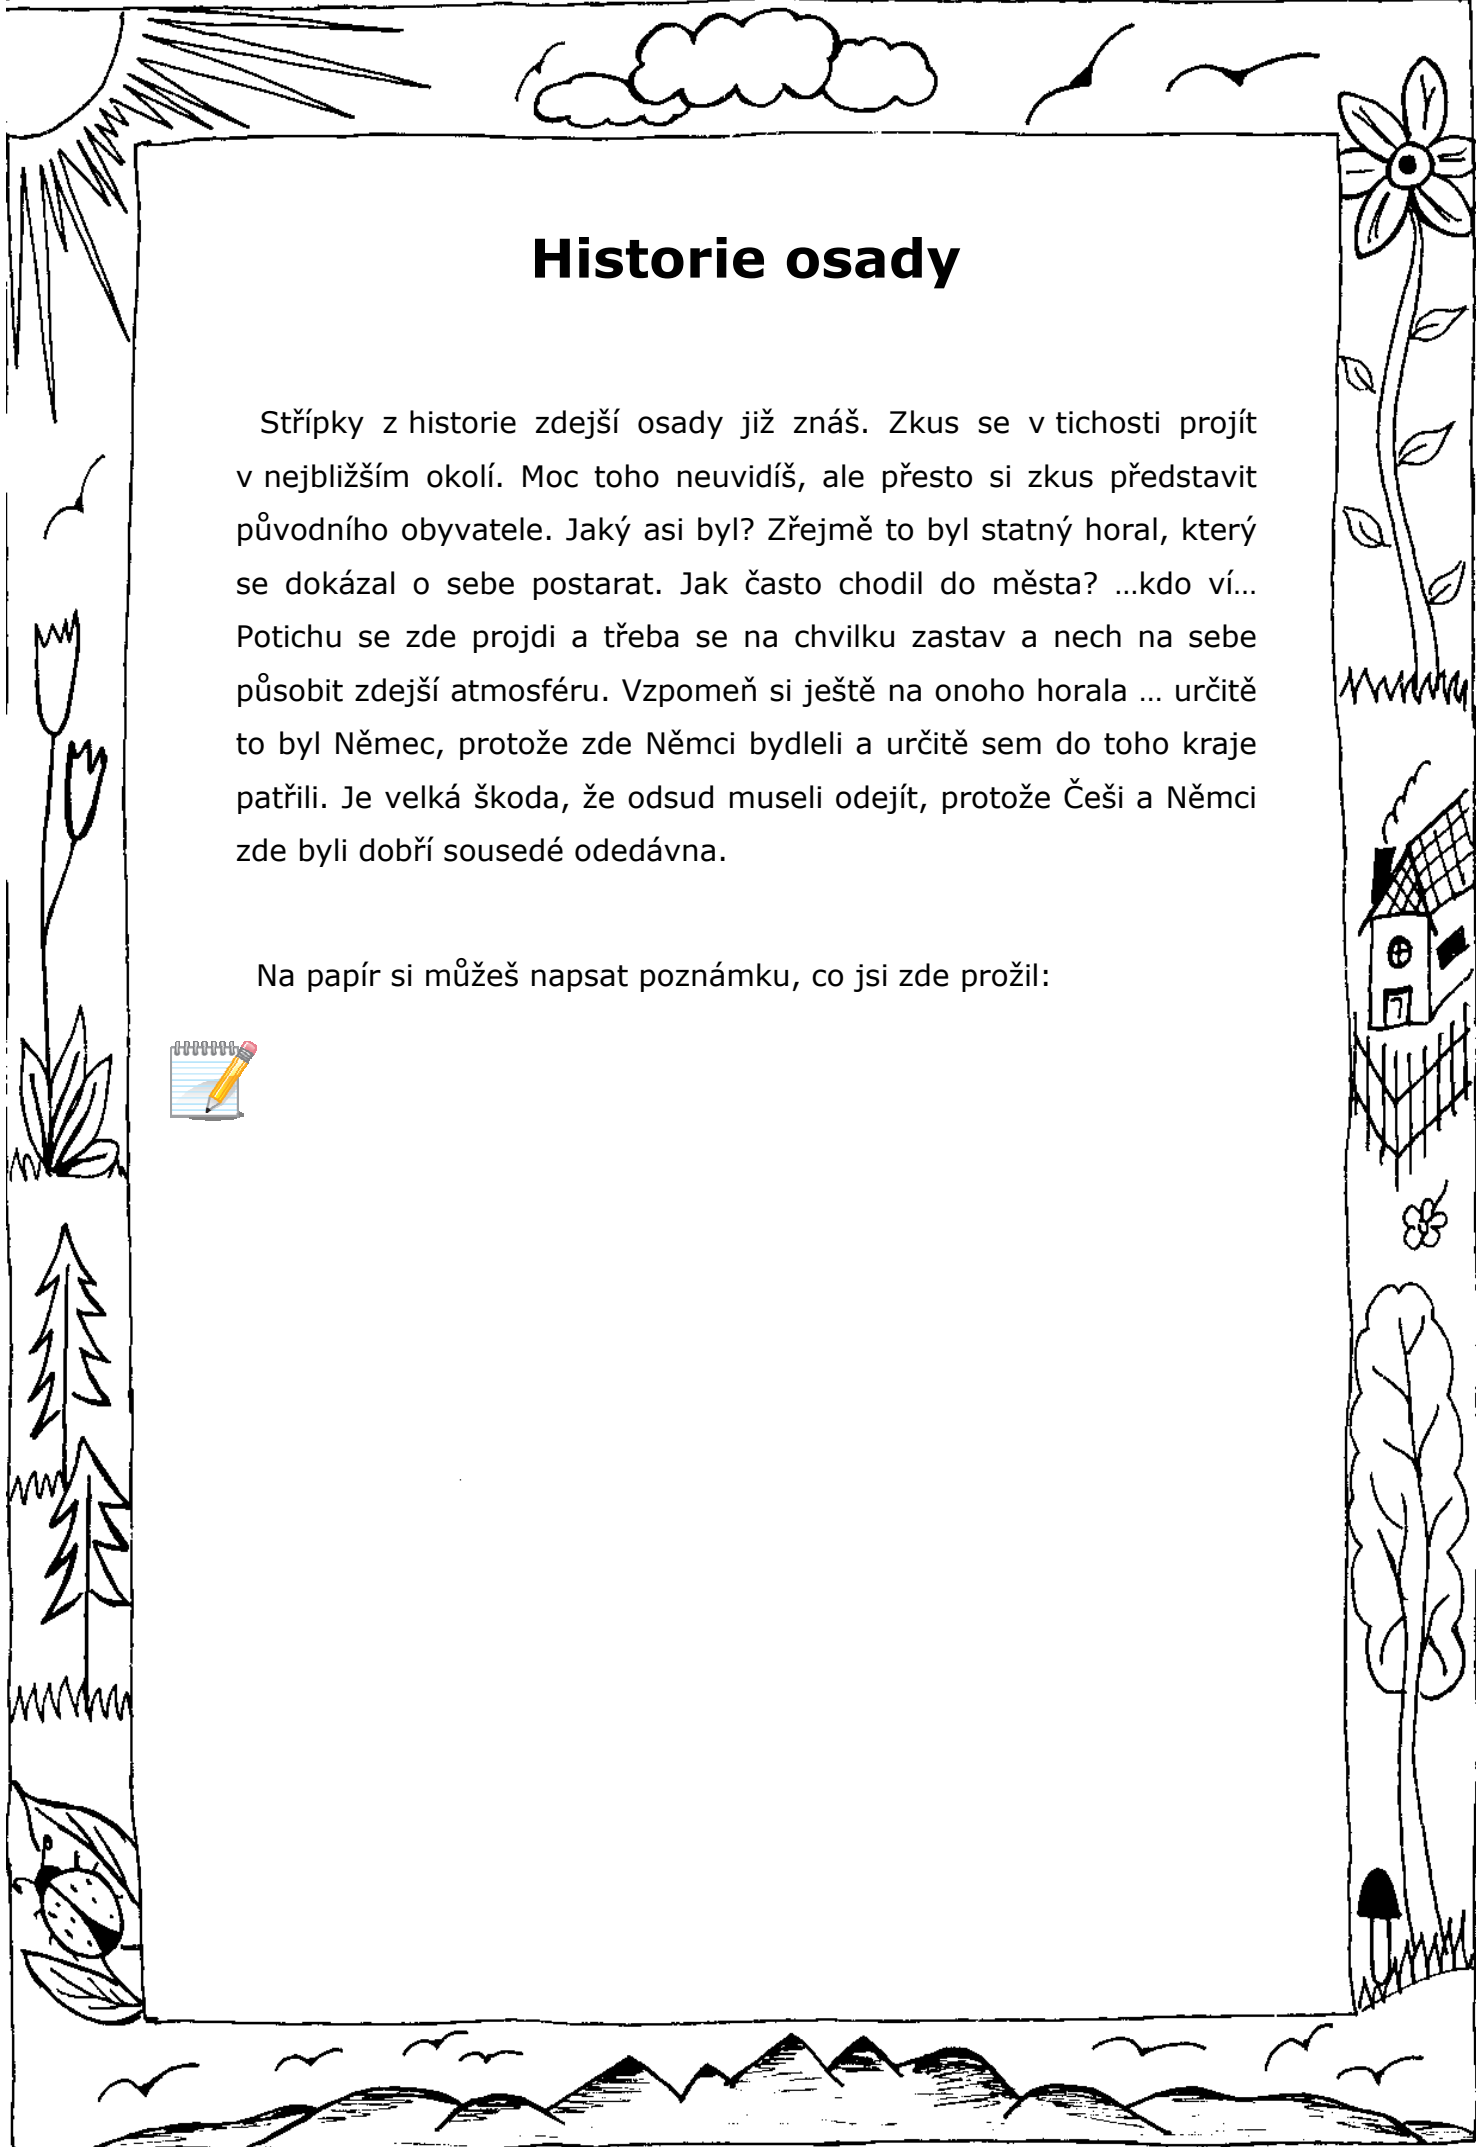 Historie osady
Střípky z historie zdejší osady již znáš. Zkus se v tichosti projít
v nejbližším okolí. Moc toho neuvidíš, ale přesto si zkus představit
původního obyvatele. Jaký asi byl? Zřejmě to byl statný horal, který
se dokázal o sebe postarat. Jak často chodil do města? …kdo ví…
Potichu se zde projdi a třeba se na chvilku zastav a nech na sebe
působit zdejší atmosféru. Vzpomeň si ještě na onoho horala … určitě
to byl Němec, protože zde Němci bydleli a určitě sem do toho kraje
patřili. Je velká škoda, že odsud museli odejít, protože Češi a Němci
zde byli dobří sousedé odedávna.
Na papír si můžeš napsat poznámku, co jsi zde prožil: